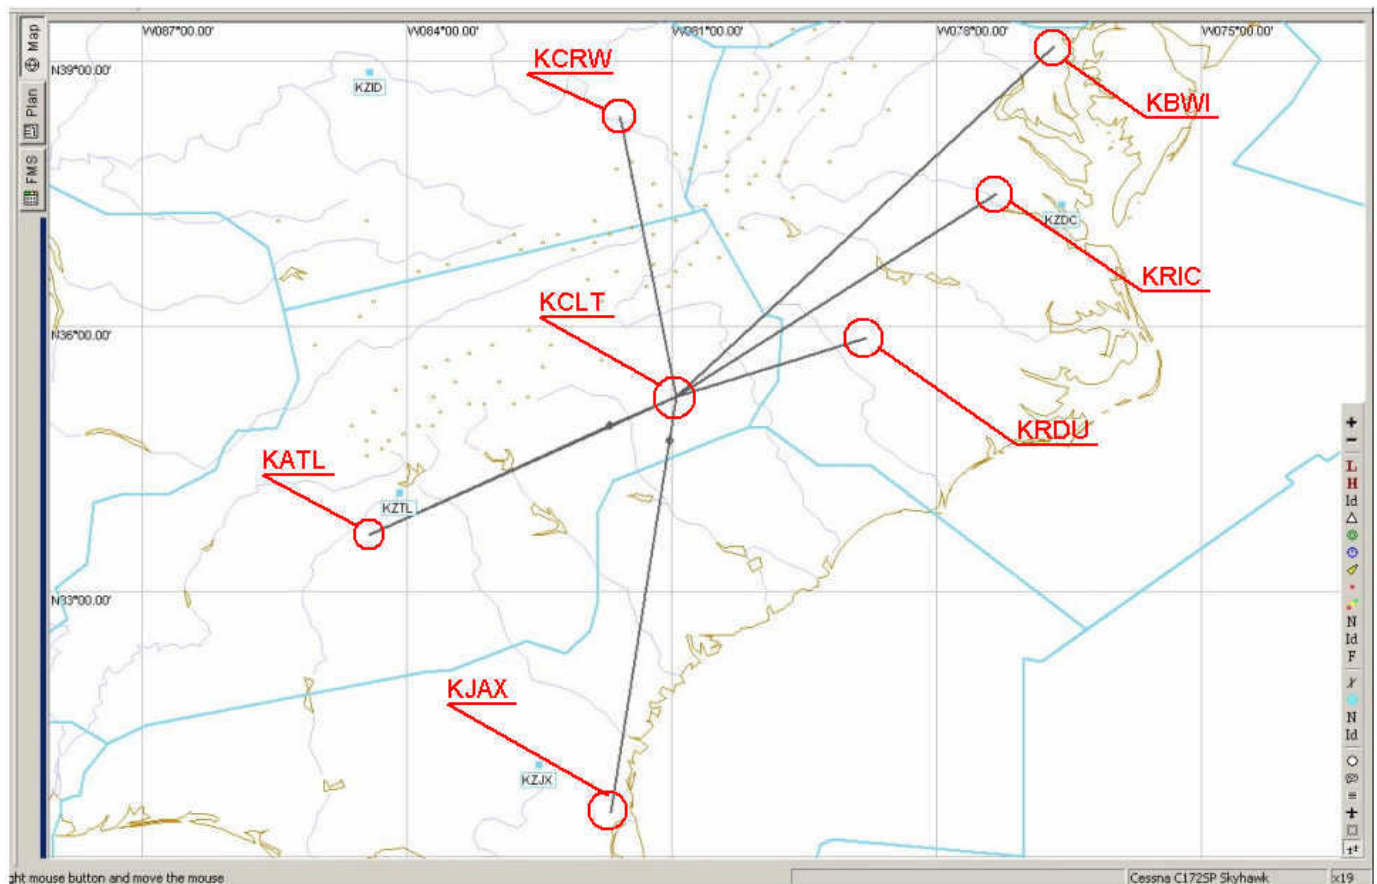 W087°00.00'
W084°00.00'
W081°00.00'
W078°00.00'
W075°00.00'
Map
Plan
FMS
N39°00.00'
KZID
KCRW
KBWI
KZDC
KRIC
KCLT
N36°00.00'
KRDU
KATL
KZTL
N33°00.00'
KJAX
KZJX
+
−
L
H
Id
N
Id
F
N
Id
ght mouse button and move the mouse
Cessna C172SP Skyhawk
x19